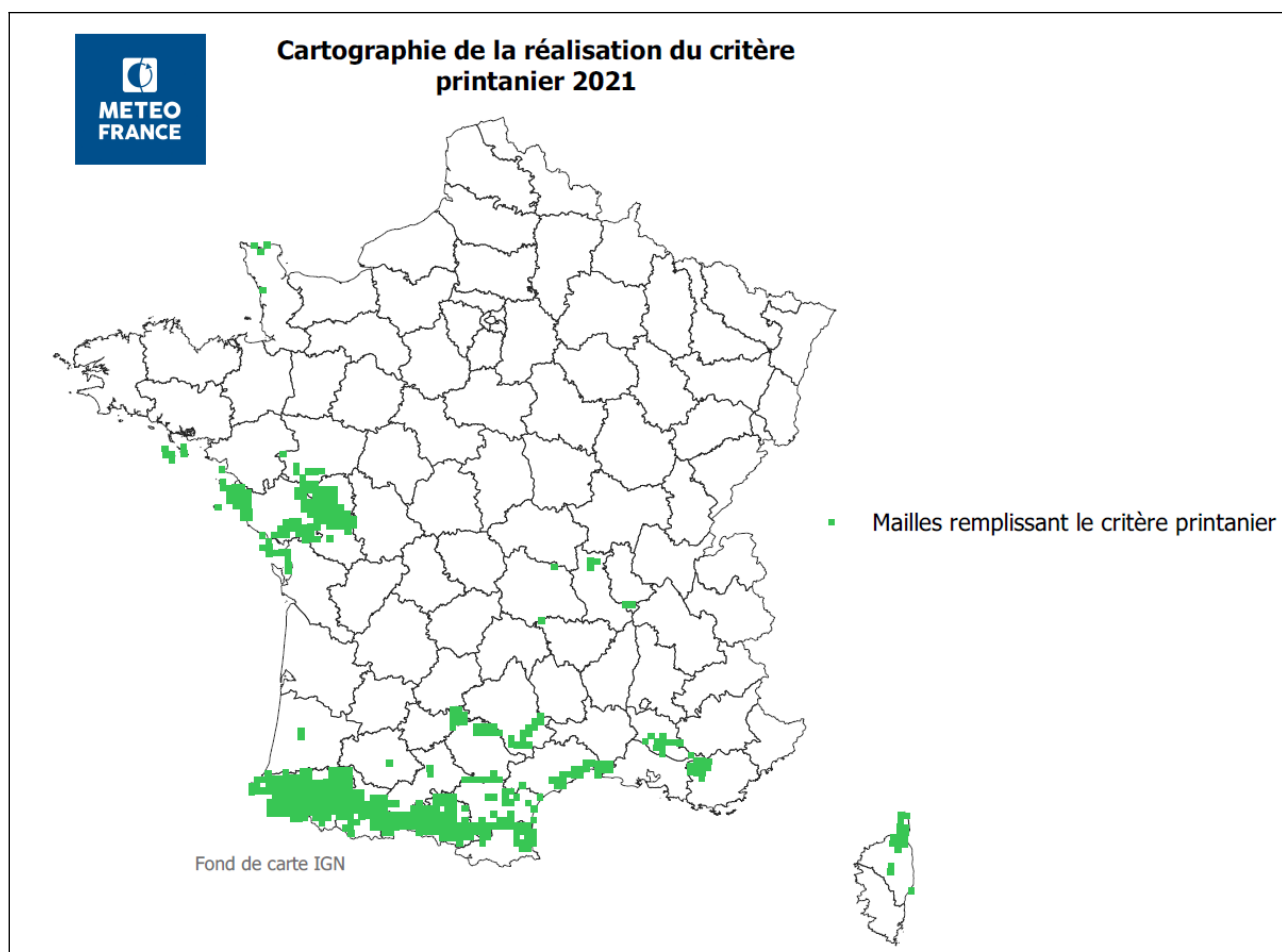 Cartographie de la réalisation du critère
printanier 2021
METEO
FRANCE
Mailles remplissant le critère printanier
Fond de carte IGN